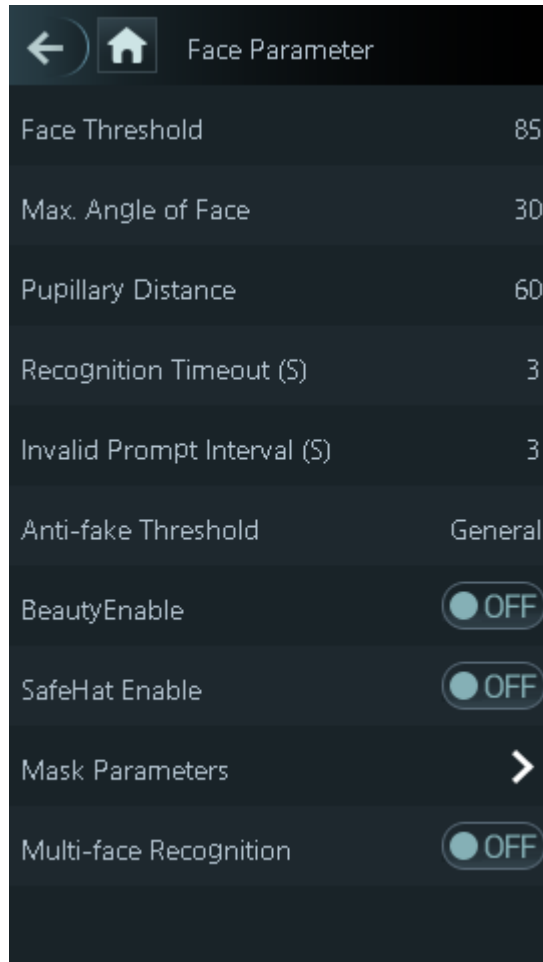 Face Parameter
Face Threshold 85
Max. Angle of Face 30
Pupillary Distance 60
Recognition Timeout (S) 3
Invalid Prompt Interval (S) 3
Anti-fake Threshold General
BeautyEnable OFF
SafeHat Enable OFF
Mask Parameters
Multi-face Recognition OFF